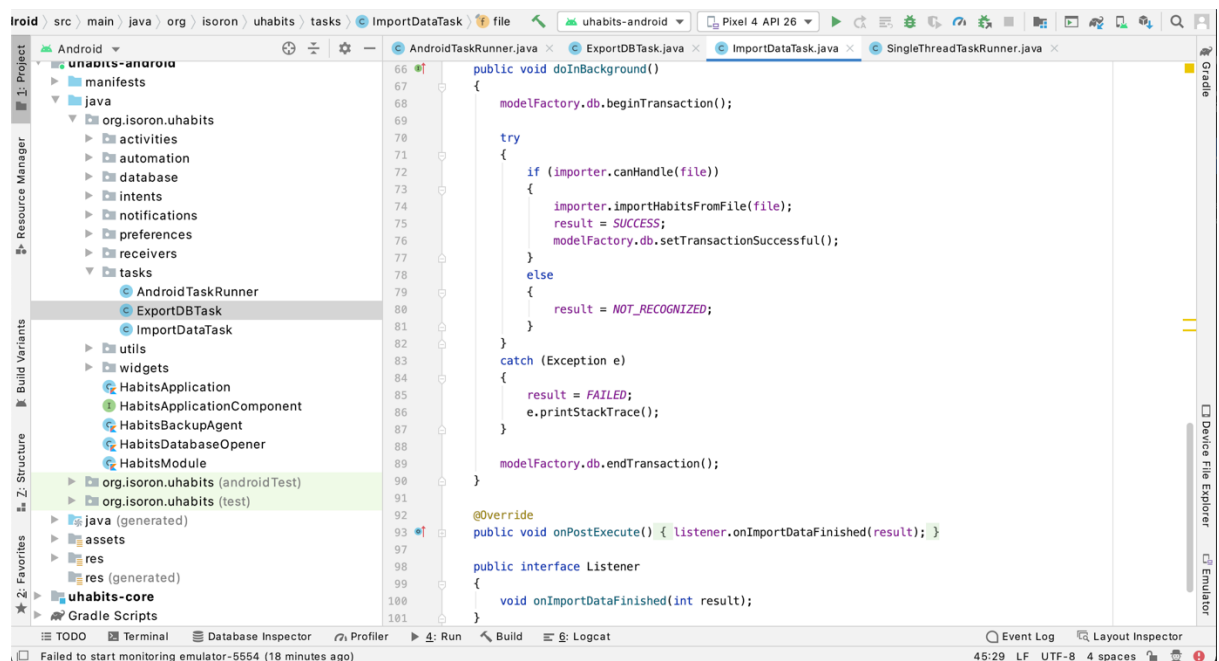 droid › src › main › java › org › isoron › uhabits › tasks › ImportDataTask › file
uhabits-android
Pixel 4 API 26
Android
AndroidTaskRunner.java
ExportDBTask.java
ImportDataTask.java
SingleThreadTaskRunner.java
1: Project
Resource Manager
Build Variants
Z: Structure
2: Favorites
uhabits-android
manifests
java
org.isoron.uhabits
activities
automation
database
intents
notifications
preferences
receivers
tasks
AndroidTaskRunner
ExportDBTask
ImportDataTask
utils
widgets
HabitsApplication
HabitsApplicationComponent
HabitsBackupAgent
HabitsDatabaseOpener
HabitsModule
org.isoron.uhabits (androidTest)
org.isoron.uhabits (test)
java (generated)
assets
res
res (generated)
uhabits-core
Gradle Scripts
66 public void doInBackground()
67 {
68 modelFactory.db.beginTransaction();
69
70 try
71 {
72 if (importer.canHandle(file))
73 {
74 importer.importHabitsFromFile(file);
75 result = SUCCESS;
76 modelFactory.db.setTransactionSuccessful();
77 }
78 else
79 {
80 result = NOT_RECOGNIZED;
81 }
82 }
83 catch (Exception e)
84 {
85 result = FAILED;
86 e.printStackTrace();
87 }
88
89 modelFactory.db.endTransaction();
90 }
91
92 @Override
93 public void onPostExecute() { listener.onImportDataFinished(result); }
97
98 public interface Listener
99 {
100 void onImportDataFinished(int result);
101 }
Gradle
Device File Explorer
Emulator
TODO
Terminal
Database Inspector
Profiler
4: Run
Build
6: Logcat
Event Log
Layout Inspector
Failed to start monitoring emulator-5554 (18 minutes ago)
45:29 LF UTF-8 4 spaces